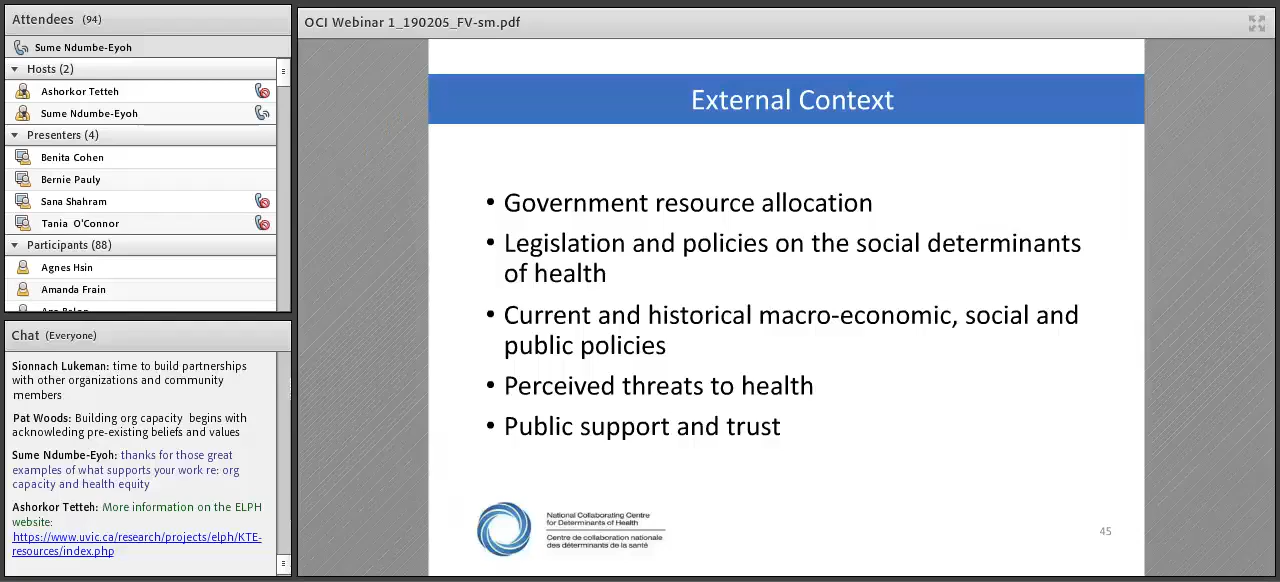 Attendees (94)
Sume Ndumbe-Eyoh
Hosts (2)
Ashorkor Tetteh
Sume Ndumbe-Eyoh
Presenters (4)
Benita Cohen
Bernie Pauly
Sana Shahram
Tania O'Connor
Participants (88)
Agnes Hsin
Amanda Frain
Chat (Everyone)
Sionnach Lukeman: time to build partnerships
with other organizations and community
members
Pat Woods: Building org capacity begins with
acknowleding pre-existing beliefs and values
Sume Ndumbe-Eyoh: thanks for those great
examples of what supports your work re: org
capacity and health equity
Ashorkor Tetteh: More information on the ELPH
website:
https://www.uvic.ca/research/projects/elph/KTE-
resources/index.php
OCI Webinar 1_190205_FV-sm.pdf
External Context
• Government resource allocation
• Legislation and policies on the social determinants
of health
• Current and historical macro-economic, social and
public policies
• Perceived threats to health
• Public support and trust
National Collaborating Centre
for Determinants of Health
Centre de collaboration nationale
des déterminants de la santé
45